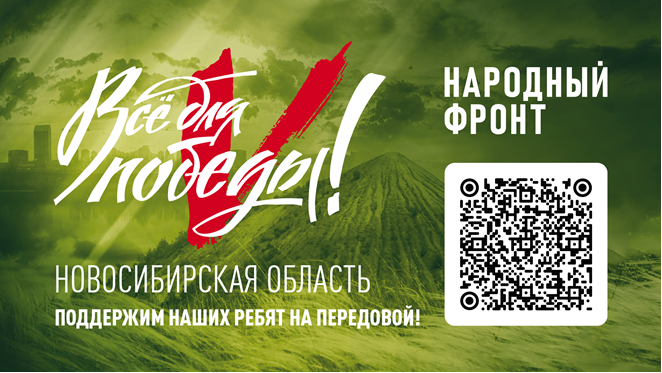 Всё для
победы!
НАРОДНЫЙ
ФРОНТ
НОВОСИБИРСКАЯ ОБЛАСТЬ
ПОДДЕРЖИМ НАШИХ РЕБЯТ НА ПЕРЕДОВОЙ!